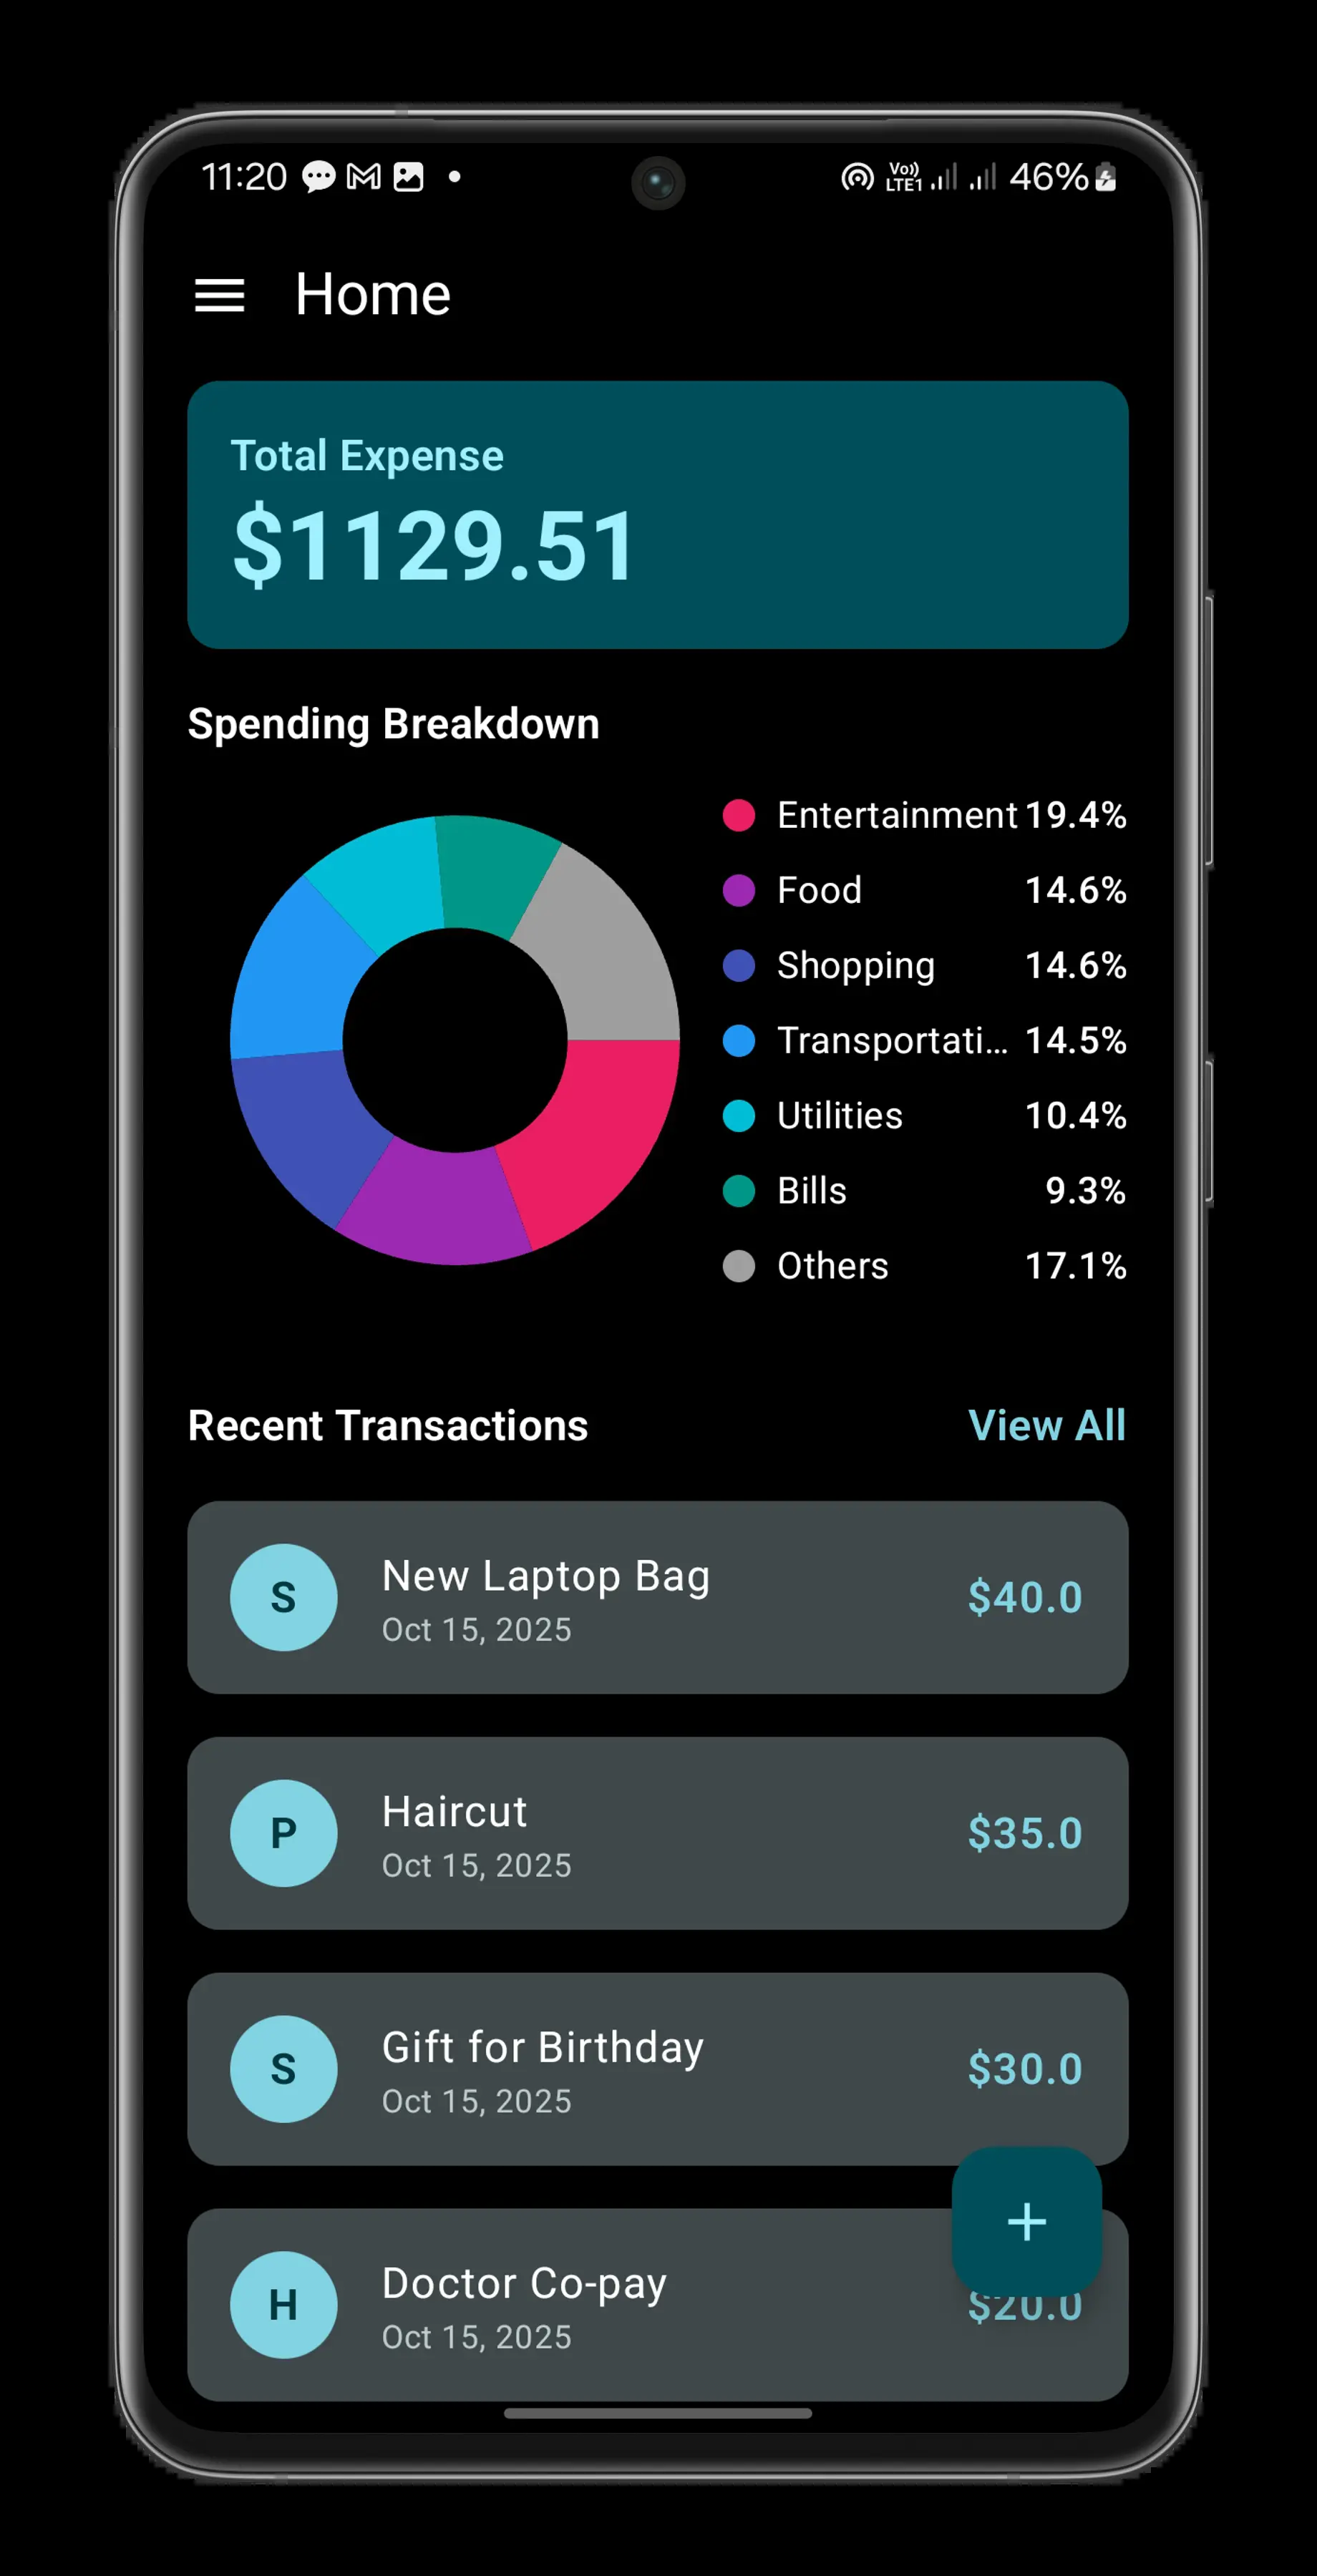 11:20
Vo)) LTE1 46%
Home
Total Expense
$1129.51
Spending Breakdown
Entertainment 19.4%
Food 14.6%
Shopping 14.6%
Transportati... 14.5%
Utilities 10.4%
Bills 9.3%
Others 17.1%
Recent Transactions View All
S New Laptop Bag $40.0
Oct 15, 2025
P Haircut $35.0
Oct 15, 2025
S Gift for Birthday $30.0
Oct 15, 2025
+
H Doctor Co-pay $20.0
Oct 15, 2025